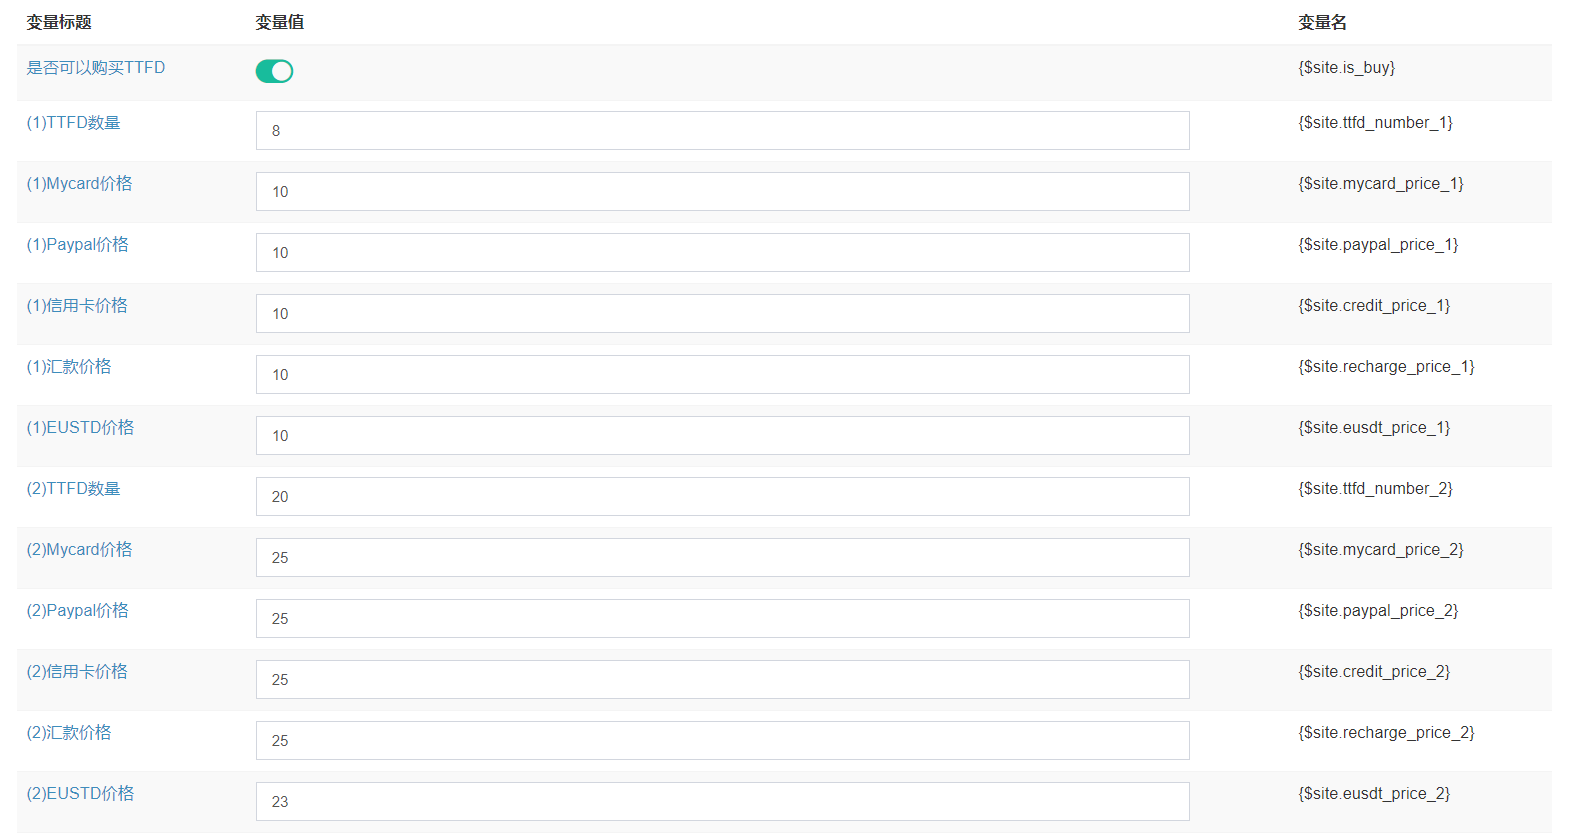 变量标题 变量值 变量名
是否可以购买TTFD {$site.is_buy}
(1)TTFD数量 8 {$site.ttfd_number_1}
(1)Mycard价格 10 {$site.mycard_price_1}
(1)Paypal价格 10 {$site.paypal_price_1}
(1)信用卡价格 10 {$site.credit_price_1}
(1)汇款价格 10 {$site.recharge_price_1}
(1)EUSTD价格 10 {$site.eusdt_price_1}
(2)TTFD数量 20 {$site.ttfd_number_2}
(2)Mycard价格 25 {$site.mycard_price_2}
(2)Paypal价格 25 {$site.paypal_price_2}
(2)信用卡价格 25 {$site.credit_price_2}
(2)汇款价格 25 {$site.recharge_price_2}
(2)EUSTD价格 23 {$site.eusdt_price_2}